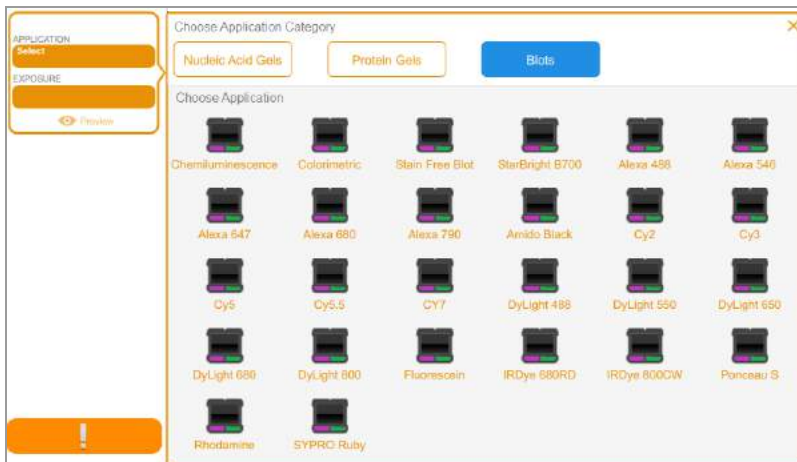 APPLICATION
Select
EXPOSURE
Preview
Choose Application Category
Nucleic Acid Gels Protein Gels Blots
Choose Application
Chemiluminescence Colorimetric Stain Free Blot StarBright B700 Alexa 488 Alexa 546
Alexa 647 Alexa 680 Alexa 790 Amido Black Cy2 Cy3
Cy5 Cy5.5 CY7 DyLight 488 DyLight 550 DyLight 650
DyLight 680 DyLight 800 Fluorescein IRDye 680RD IRDye 800CW Ponceau S
Rhodamine SYPRO Ruby